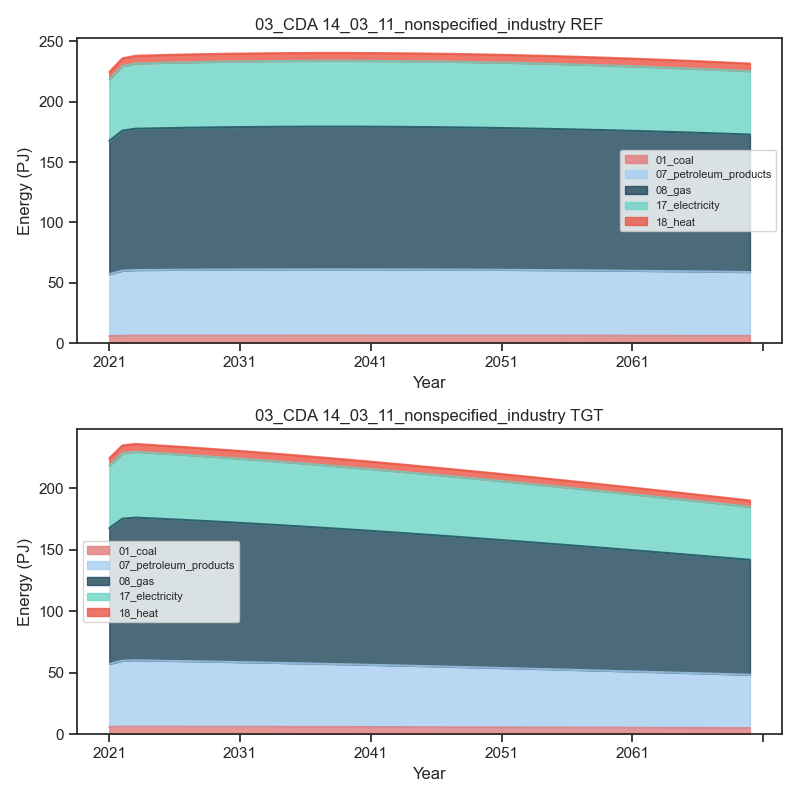 03_CDA 14_03_11_nonspecified_industry REF
250
200
150
100
50
0
Energy (PJ)
01_coal
07_petroleum_products
08_gas
17_electricity
18_heat
2021 2031 2041 2051 2061
Year
03_CDA 14_03_11_nonspecified_industry TGT
200
150
100
50
0
Energy (PJ)
01_coal
07_petroleum_products
08_gas
17_electricity
18_heat
2021 2031 2041 2051 2061
Year